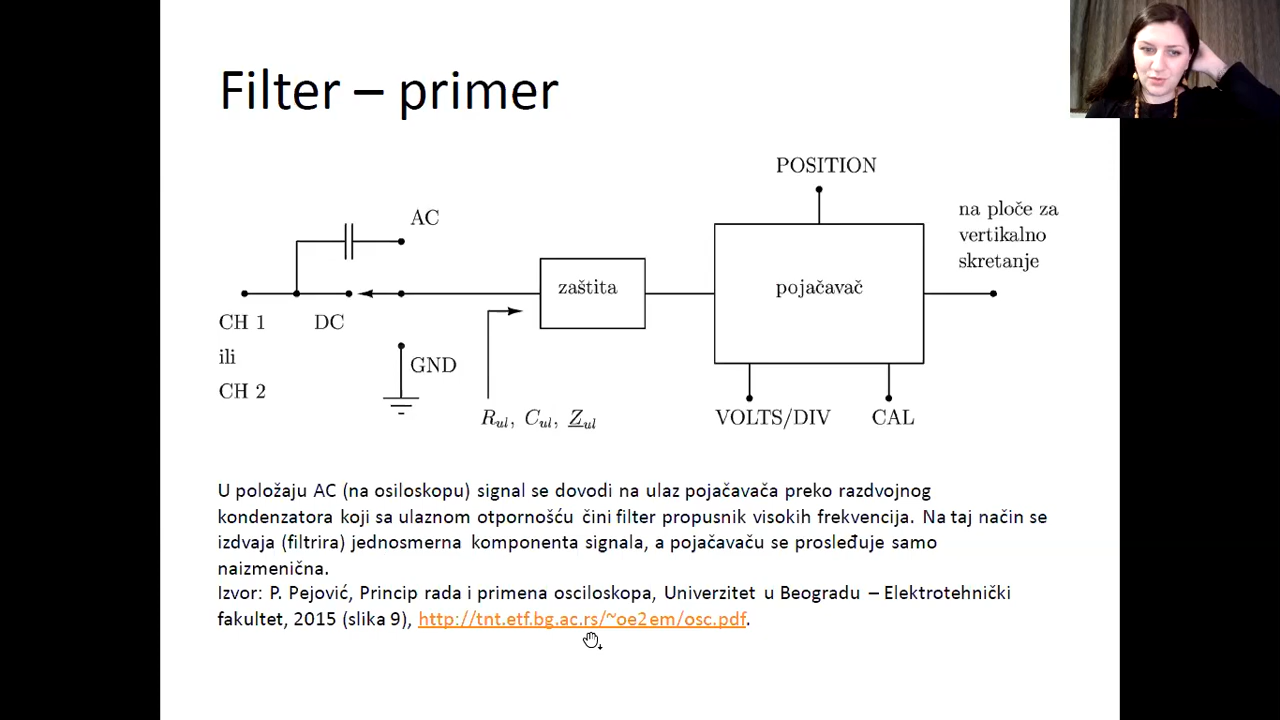 Filter – primer
POSITION
AC
na ploče za
vertikalno
skretanje
zaštita
pojačavač
CH 1
DC
ili
GND
CH 2
R_ul, C_ul, Z_ul
VOLTS/DIV
CAL
U položaju AC (na osiloskopu) signal se dovodi na ulaz pojačavača preko razdvojnog
kondenzatora koji sa ulaznom otpornošću čini filter propusnik visokih frekvencija. Na taj način se
izdvaja (filtrira) jednosmerna komponenta signala, a pojačavaču se prosleđuje samo
naizmenična.
Izvor: P. Pejović, Princip rada i primena osciloskopa, Univerzitet u Beogradu – Elektrotehnički
fakultet, 2015 (slika 9), http://tnt.etf.bg.ac.rs/~oe2em/osc.pdf.